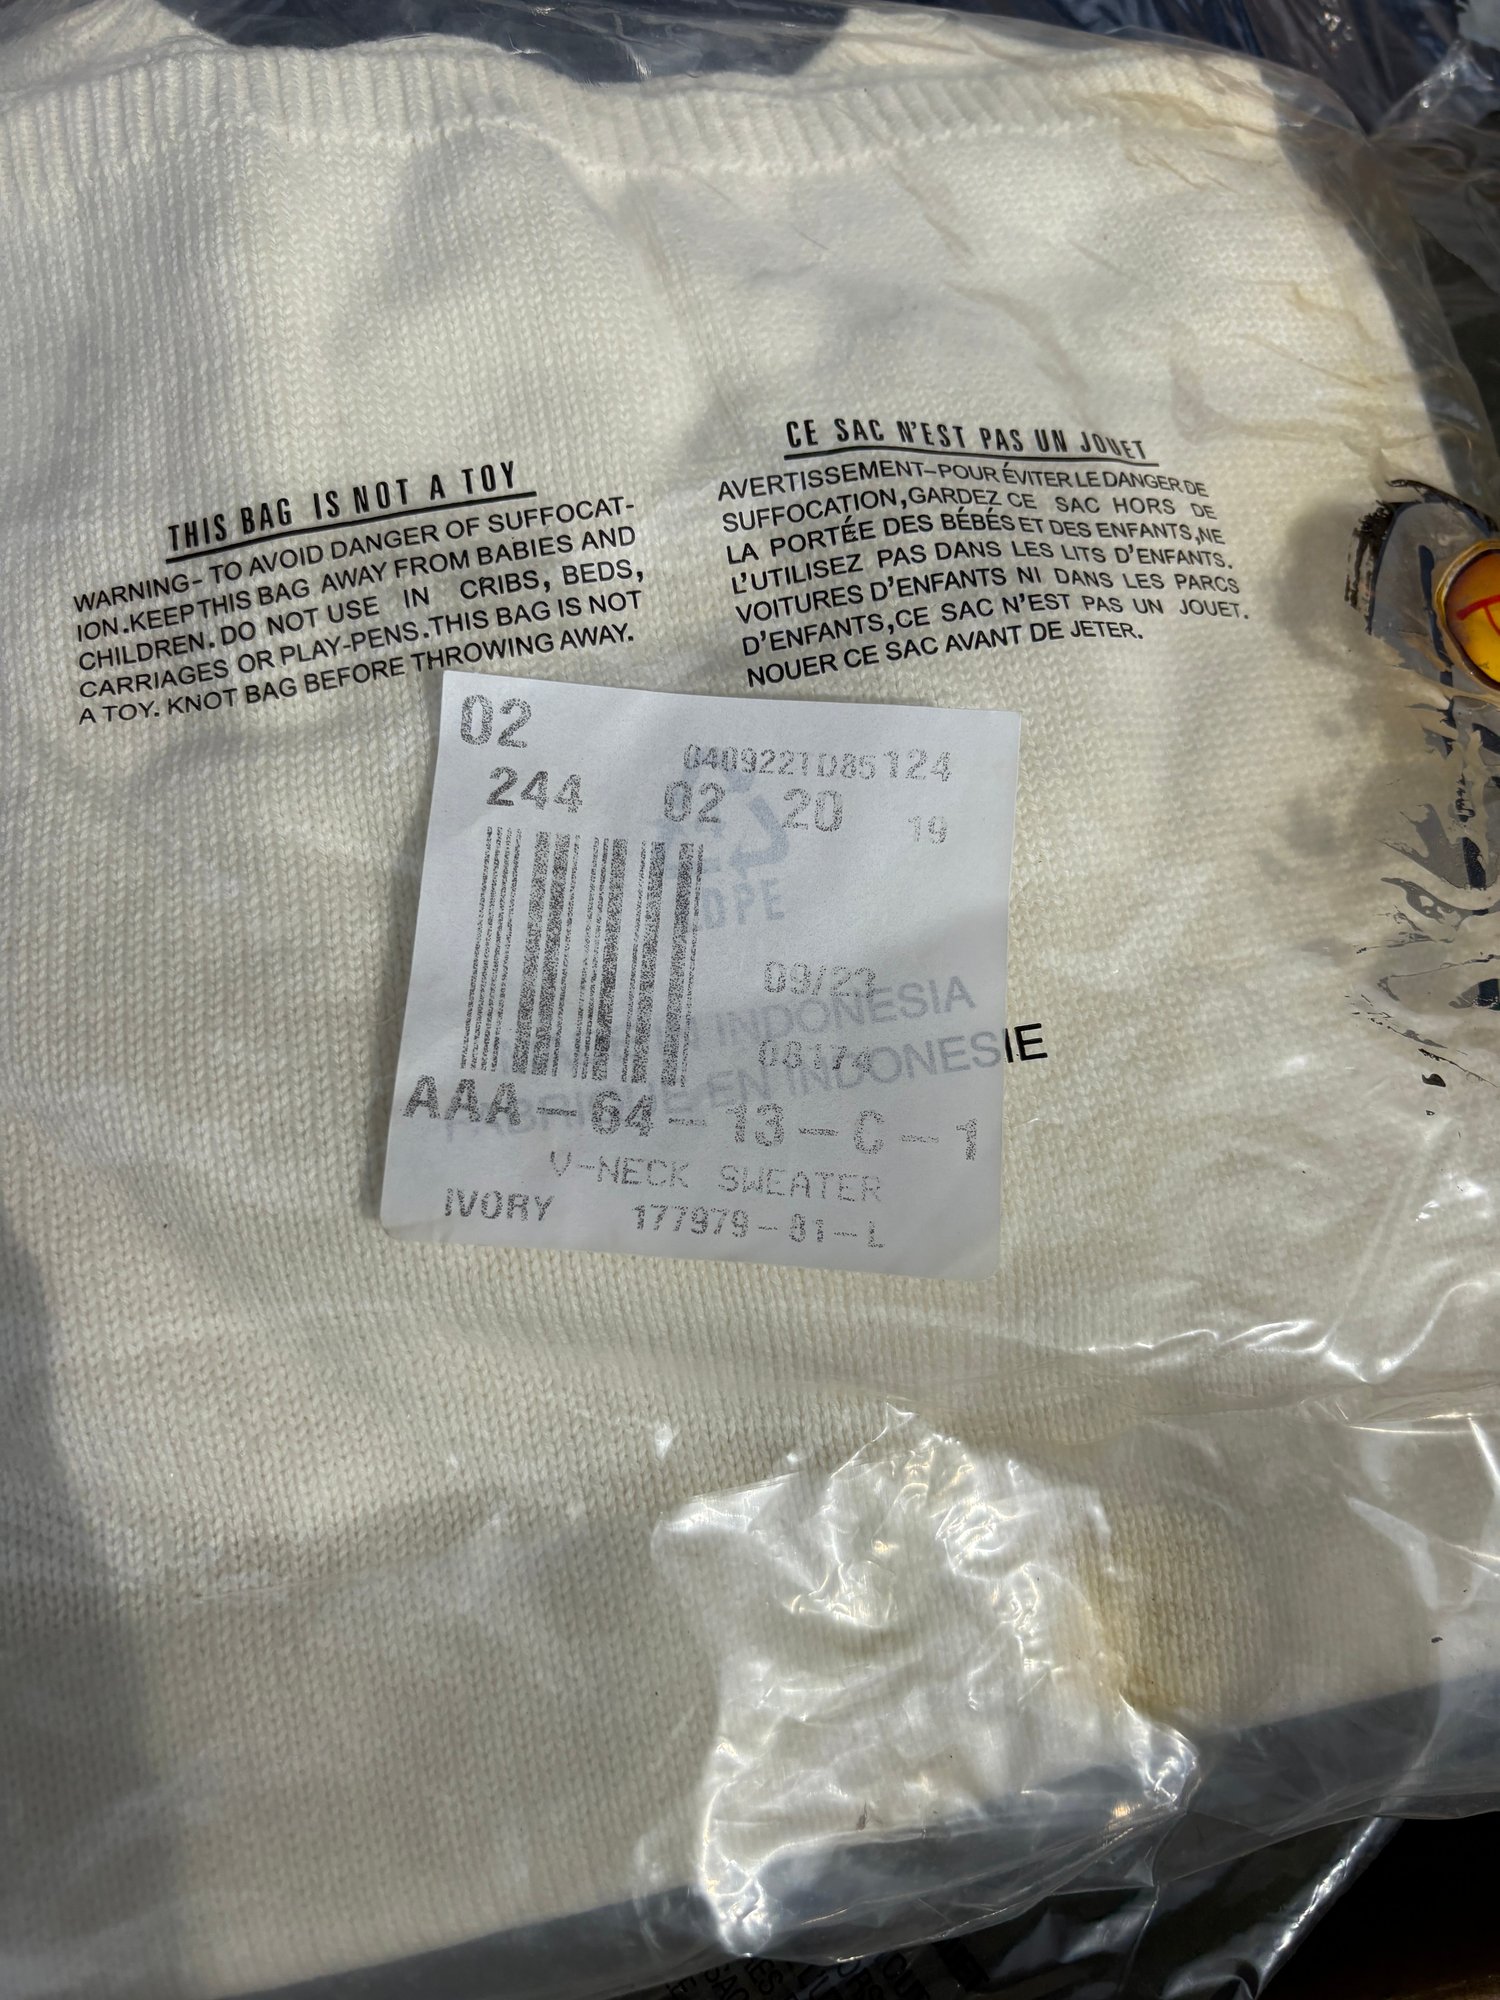 THIS BAG IS NOT A TOY
WARNING- TO AVOID DANGER OF SUFFOCAT-
ION.KEEP THIS BAG AWAY FROM BABIES AND
CHILDREN. DO NOT USE IN CRIBS, BEDS,
CARRIAGES OR PLAY-PENS.THIS BAG IS NOT
A TOY. KNOT BAG BEFORE THROWING AWAY.
CE SAC N'EST PAS UN JOUET
AVERTISSEMENT-POUR ÉVITER LE DANGER DE
SUFFOCATION,GARDEZ CE SAC HORS DE
LA PORTÉE DES BÉBÉS ET DES ENFANTS,NE
L'UTILISEZ PAS DANS LES LITS D'ENFANTS.
VOITURES D'ENFANTS NI DANS LES PARCS
D'ENFANTS,CE SAC N'EST PAS UN JOUET.
NOUER CE SAC AVANT DE JETER.
02
040922TD85124
244 02 20 19
DPE
09/23
INDONESIA
06174
EN INDONESIE
AAA-64-13-C-1
V-NECK SWEATER
IVORY 177979-81-L